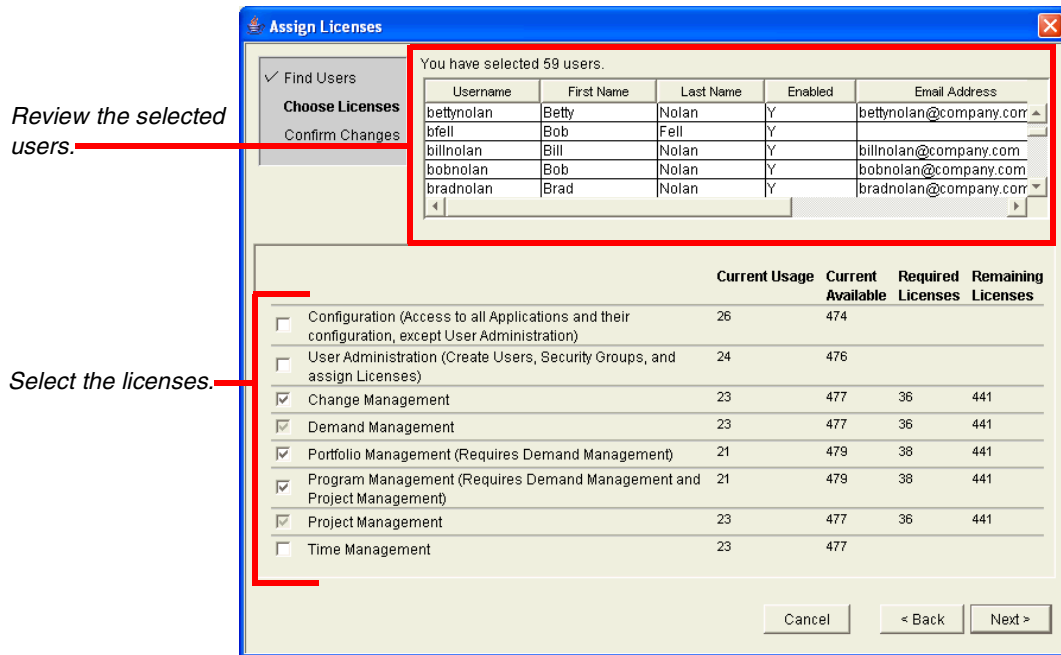 Assign Licenses
Find Users
Choose Licenses
Confirm Changes
Review the selected
users.
You have selected 59 users.
Username First Name Last Name Enabled Email Address
bettynolan Betty Nolan Y bettynolan@company.com
bfell Bob Fell Y
billnolan Bill Nolan Y billnolan@company.com
bobnolan Bob Nolan Y bobnolan@company.com
bradnolan Brad Nolan Y bradnolan@company.com
Select the licenses.
Current Usage Current Required Remaining
Available Licenses Licenses
Configuration (Access to all Applications and their 26 474
configuration, except User Administration)
User Administration (Create Users, Security Groups, and 24 476
assign Licenses)
Change Management 23 477 36 441
Demand Management 23 477 36 441
Portfolio Management (Requires Demand Management) 21 479 38 441
Program Management (Requires Demand Management and 21 479 38 441
Project Management)
Project Management 23 477 36 441
Time Management 23 477
Cancel < Back Next >